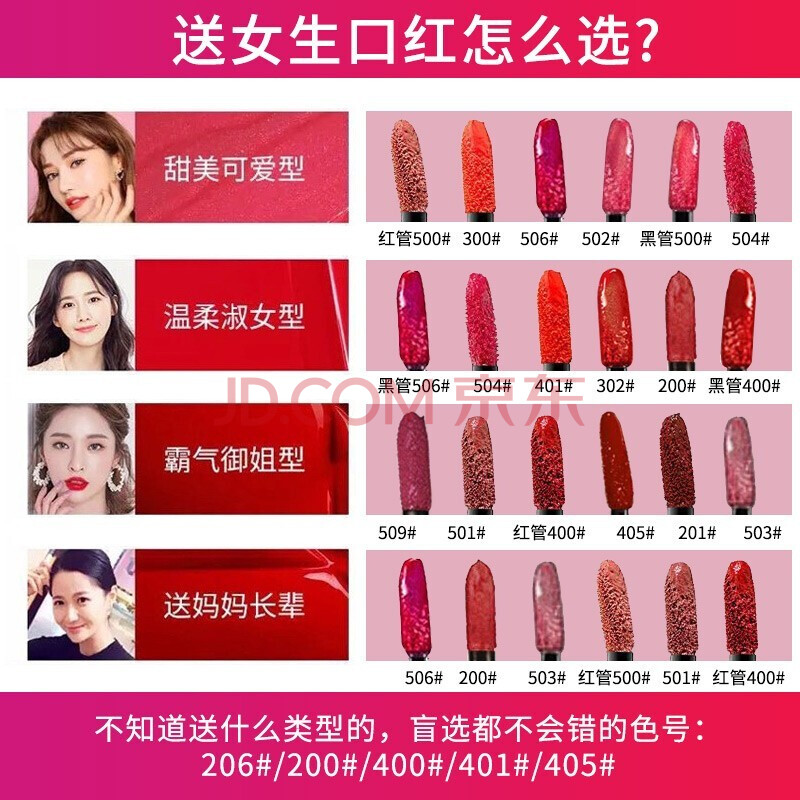 送女生口红怎么选?
甜美可爱型
红管500# 300# 506# 502# 黑管500# 504#
温柔淑女型
黑管506# 504# 401# 302# 200# 黑管400#
JD.COM 京东
霸气御姐型
509# 501# 红管400# 405# 201# 503#
送妈妈长辈
506# 200# 503# 红管500# 501# 红管400#
不知道送什么类型的，盲选都不会错的色号：
206#/200#/400#/401#/405#